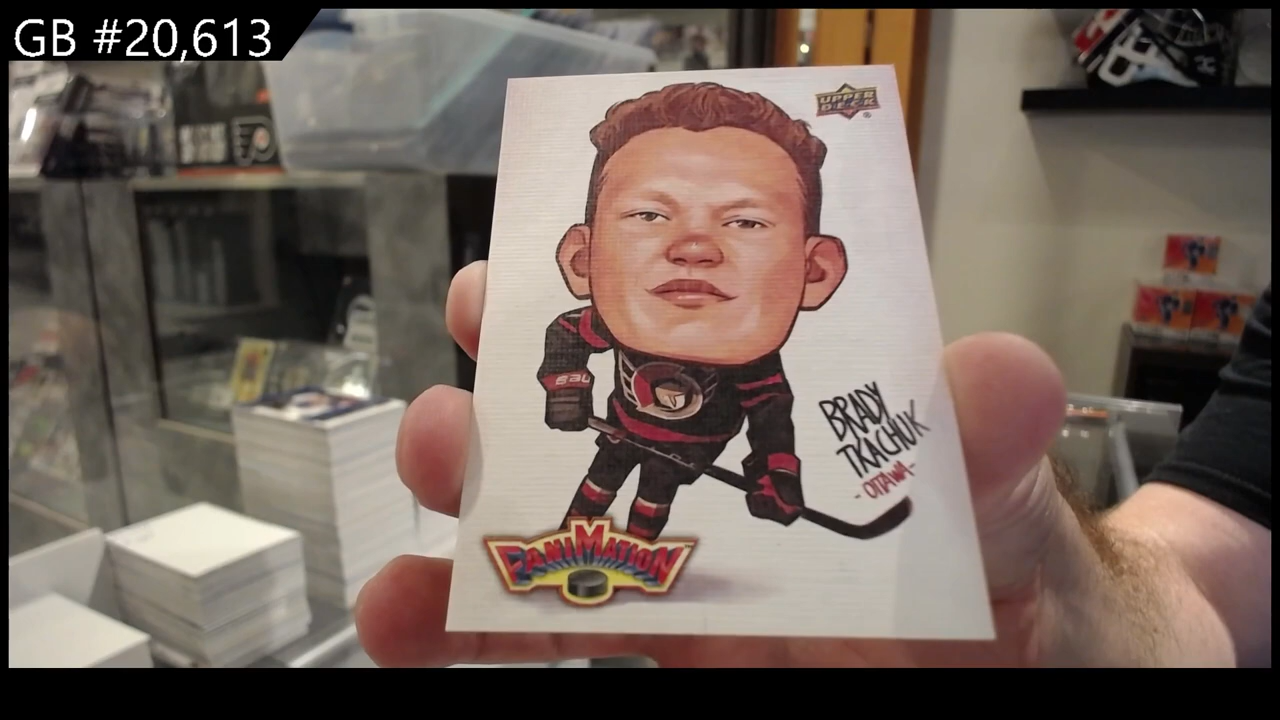 GB #20,613
UPPER
DECK
BRADY
TKACHUK
-OTTAWA-
FANIMATION